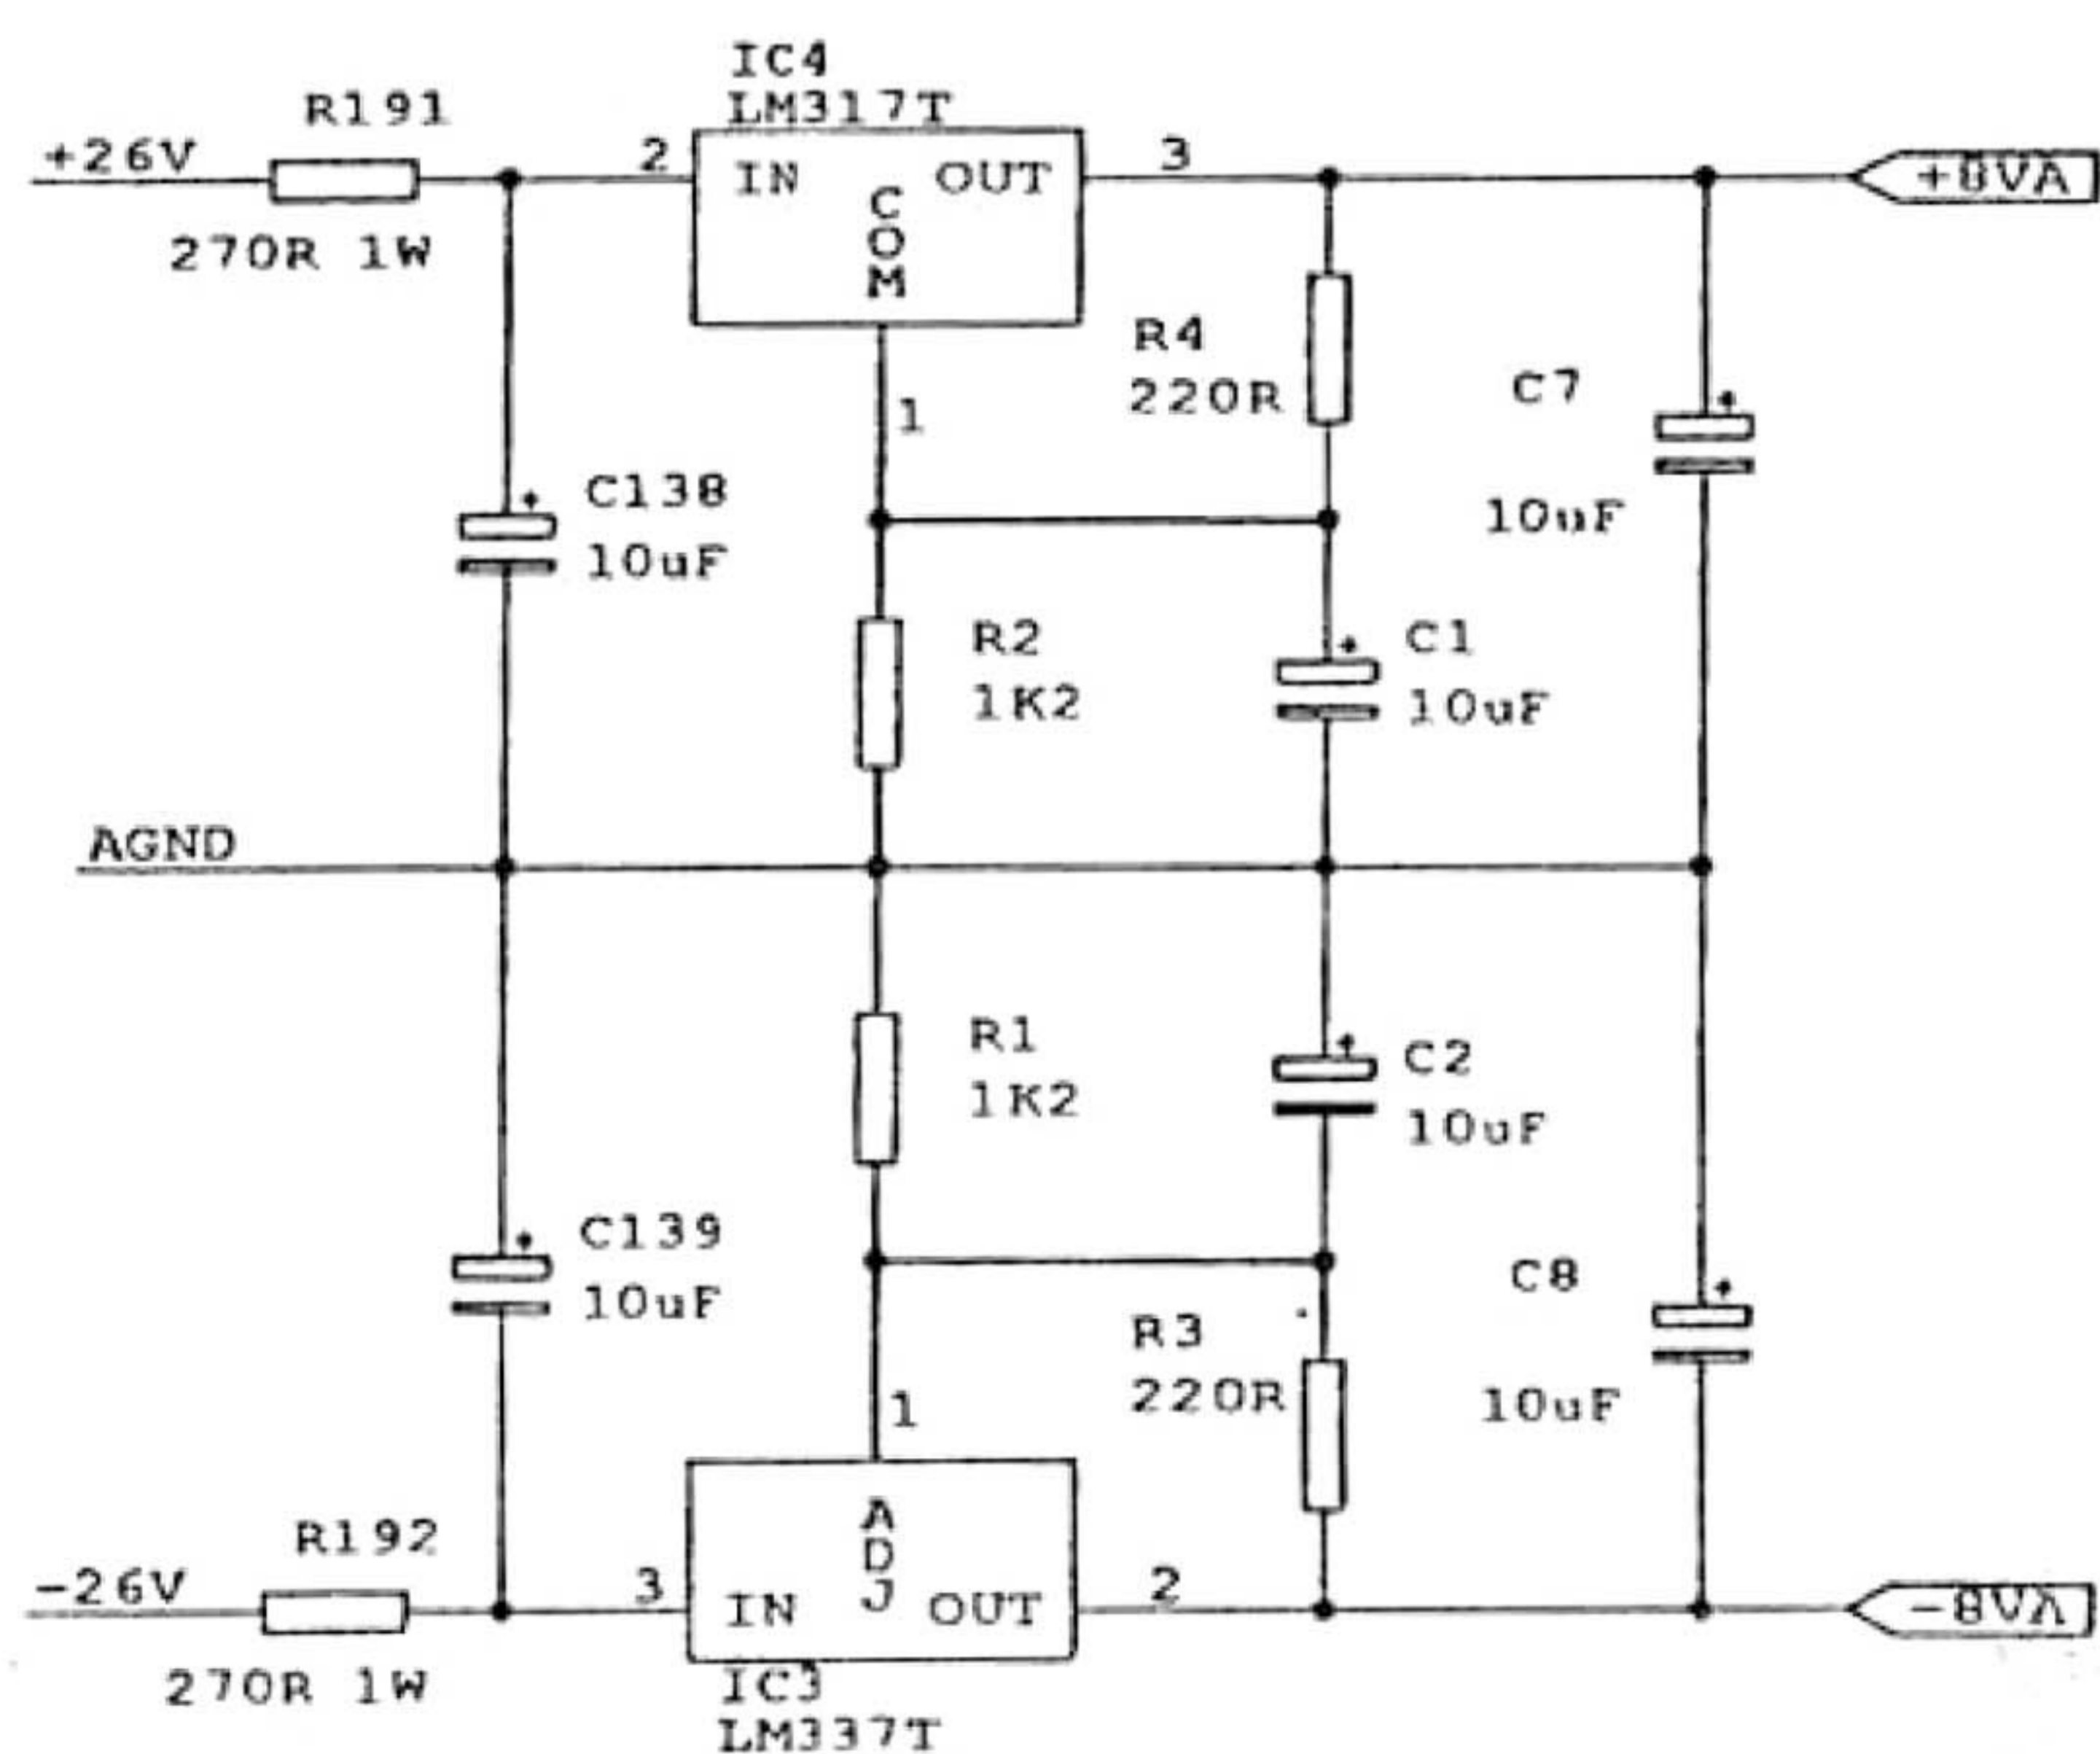 IC4
LM317T
R191
+26V
270R 1W
2
IN
OUT
COM
3
+8VA
1
R4
220R
C7
10uF
C138
10uF
R2
1K2
C1
10uF
AGND
R1
1K2
C2
10uF
C139
10uF
C8
10uF
R3
220R
1
R192
-26V
270R 1W
3
IN
ADJ
OUT
2
-8VA
IC3
LM337T